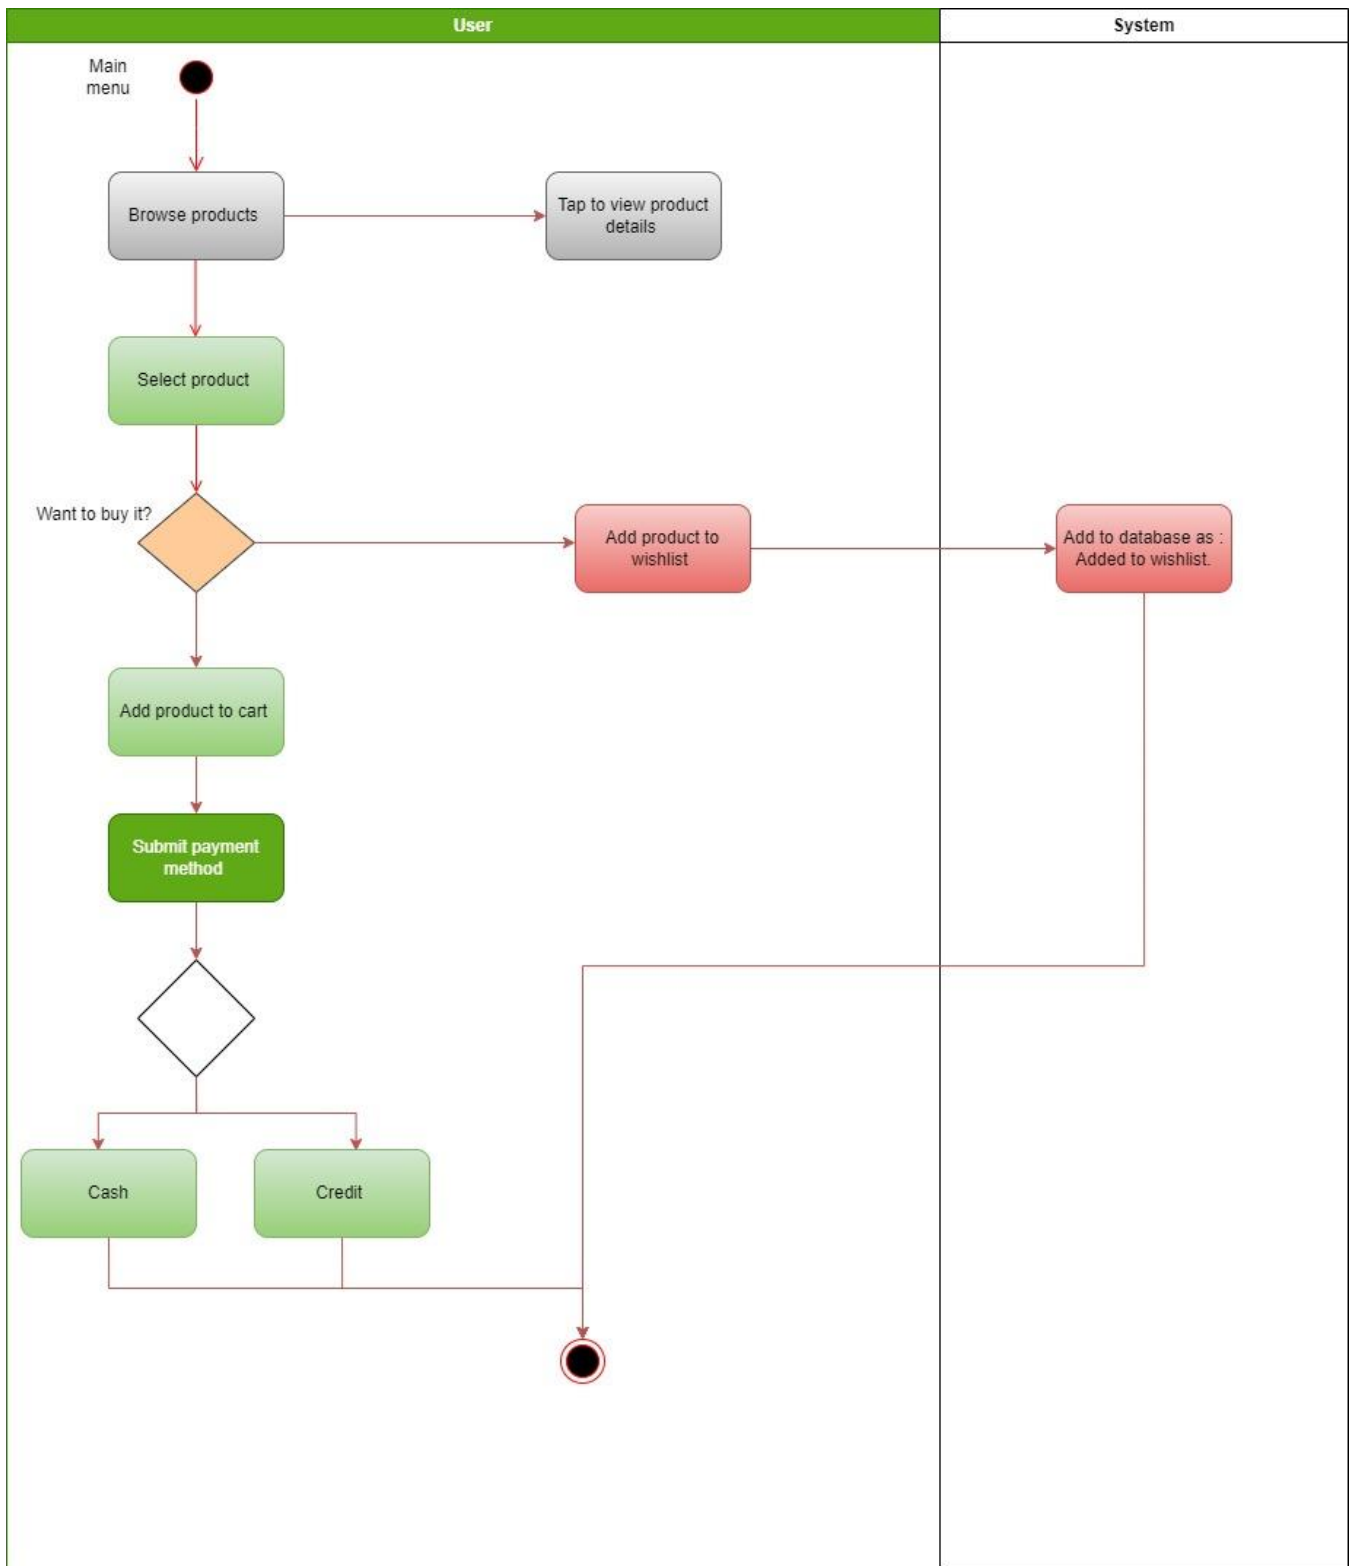 User
System
Main
menu
Browse products
Tap to view product
details
Select product
Want to buy it?
Add product to
wishlist
Add to database as :
Added to wishlist.
Add product to cart
Submit payment
method
Cash
Credit